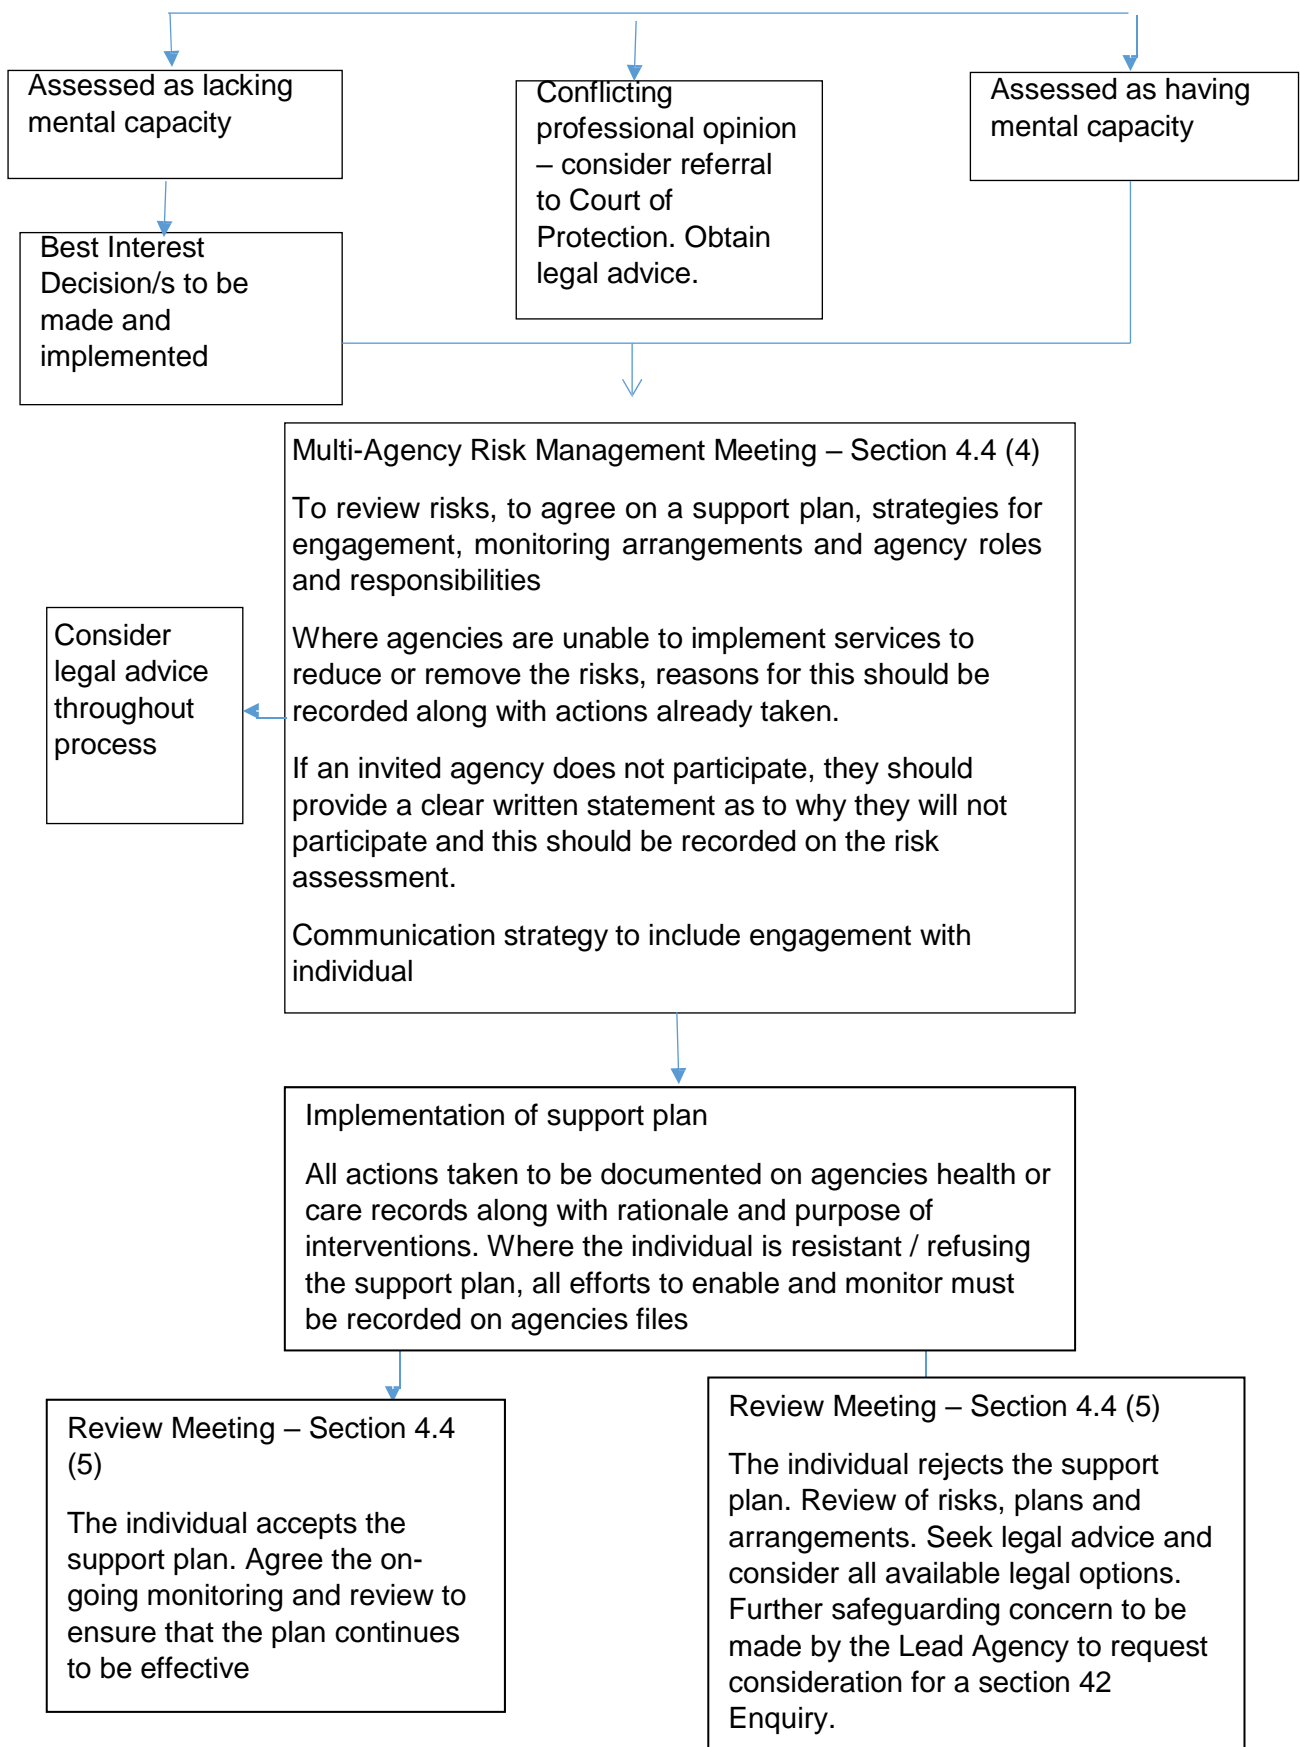 Assessed as lacking
mental capacity
Conflicting
professional opinion
– consider referral
to Court of
Protection. Obtain
legal advice.
Assessed as having
mental capacity
Best Interest
Decision/s to be
made and
implemented
Multi-Agency Risk Management Meeting – Section 4.4 (4)
To review risks, to agree on a support plan, strategies for
engagement, monitoring arrangements and agency roles
and responsibilities
Where agencies are unable to implement services to
reduce or remove the risks, reasons for this should be
recorded along with actions already taken.
If an invited agency does not participate, they should
provide a clear written statement as to why they will not
participate and this should be recorded on the risk
assessment.
Communication strategy to include engagement with
individual
Consider
legal advice
throughout
process
Implementation of support plan
All actions taken to be documented on agencies health or
care records along with rationale and purpose of
interventions. Where the individual is resistant / refusing
the support plan, all efforts to enable and monitor must
be recorded on agencies files
Review Meeting – Section 4.4
(5)
The individual accepts the
support plan. Agree the on-
going monitoring and review to
ensure that the plan continues
to be effective
Review Meeting – Section 4.4 (5)
The individual rejects the support
plan. Review of risks, plans and
arrangements. Seek legal advice and
consider all available legal options.
Further safeguarding concern to be
made by the Lead Agency to request
consideration for a section 42
Enquiry.